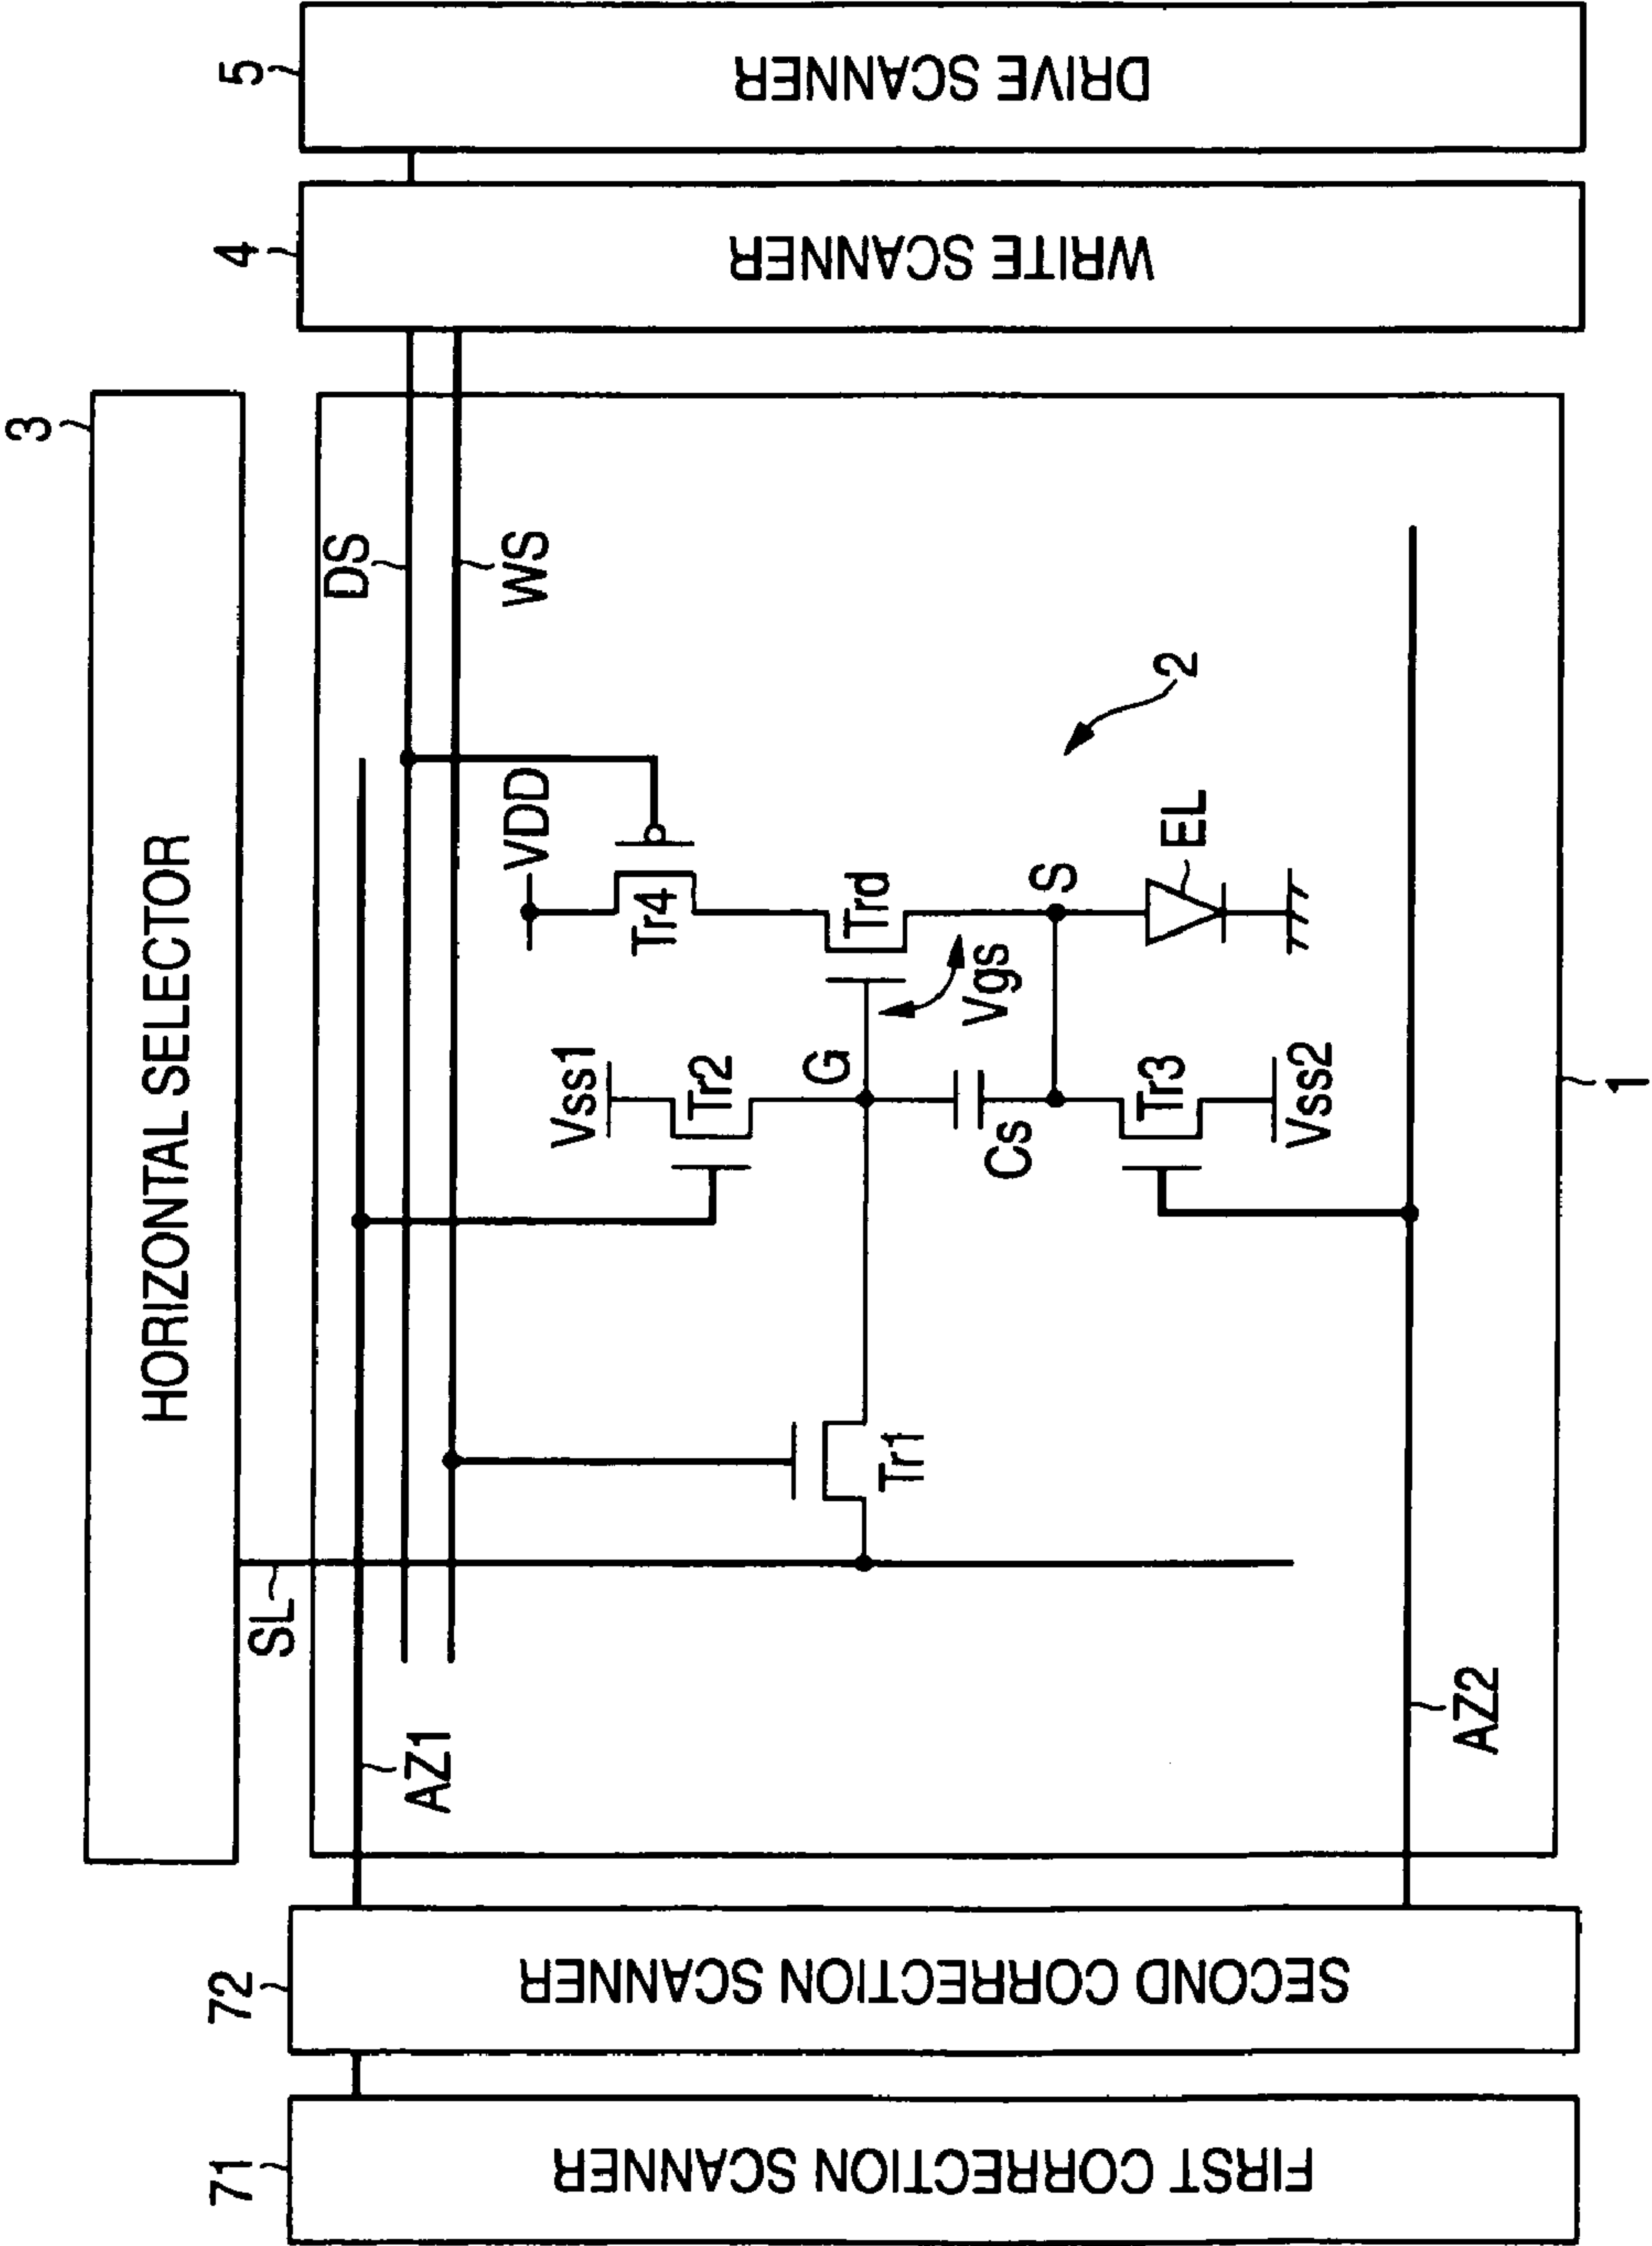 3
HORIZONTAL SELECTOR
71
FIRST CORRECTION SCANNER
72
SECOND CORRECTION SCANNER
SL
AZ1
DS
WS
4
WRITE SCANNER
5
DRIVE SCANNER
Vss1
VDD
Tr2
Tr4
G
Trd
Tr1
Vgs
Cs
S
2
Tr3
EL
Vss2
AZ2
1